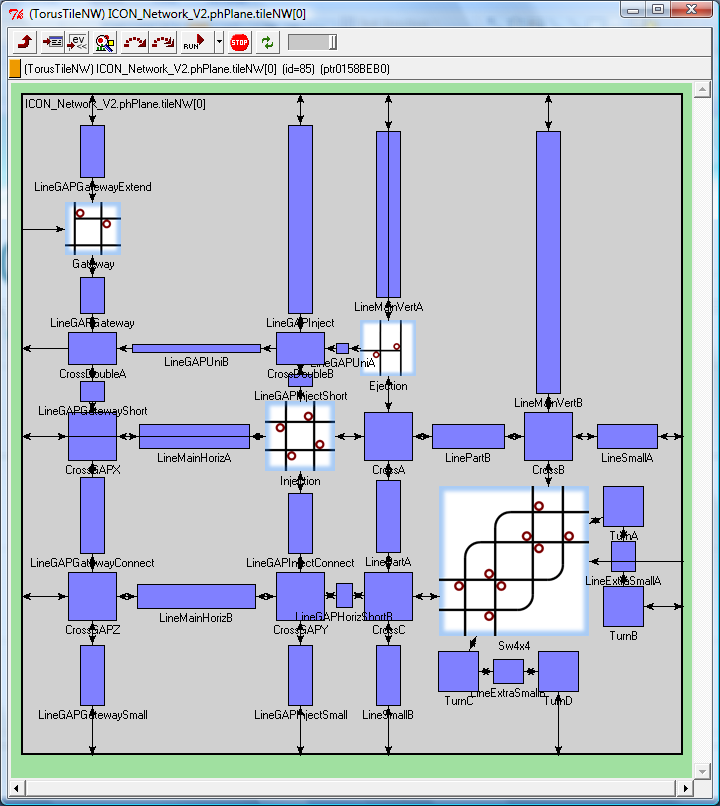 (TorusTileNW) ICON_Network_V2.phPlane.tileNW[0]
ev
RUN
STOP
(TorusTileNW) ICON_Network_V2.phPlane.tileNW[0] (id=85) (ptr0158BEB0)
ICON_Network_V2.phPlane.tileNW[0]
LineGAPGatewayExtend
Gateway
LineGAPGateway
LineGAPInject
LineMainVertA
CrossDoubleA
LineGAPUniB
CrossDoubleB
LineGAPUniA
Ejection
LineGAPGatewayShort
LineGAPInjectShort
LineMainVertB
CrossGAPX
LineMainHorizA
Injection
CrossA
LinePartB
CrossB
LineSmallA
LineGAPGatewayConnect
LineGAPInjectConnect
LinePartA
TurnA
LineExtraSmallA
CrossGAPZ
LineMainHorizB
CrossGAPY
LineGAPHorizShortB
CrossC
TurnB
Sw4x4
LineGAPGatewaySmall
LineGAPInjectSmall
LineSmallB
TurnC
LineExtraSmallB
TurnD